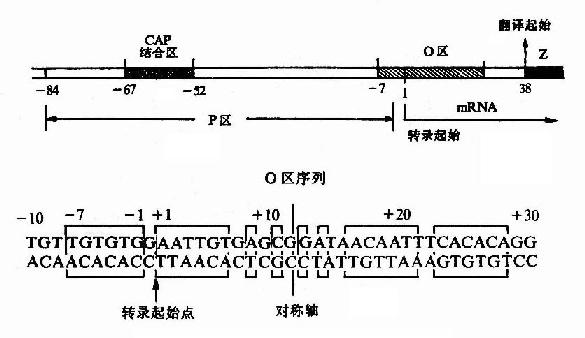 CAP
结合区
O区
翻译起始
Z
-84
-67
-52
-7
1
38
mRNA
P区
转录起始
O区序列
-10 -7 -1 +1 +10 +20 +30
TGTTGTGTGGAATTGTGAGCGGATAACAATTTCACACAGG
ACAACACACCTTAACACTCGCCTATTGTTAAAGTGTGTCC
转录起始点
对称轴